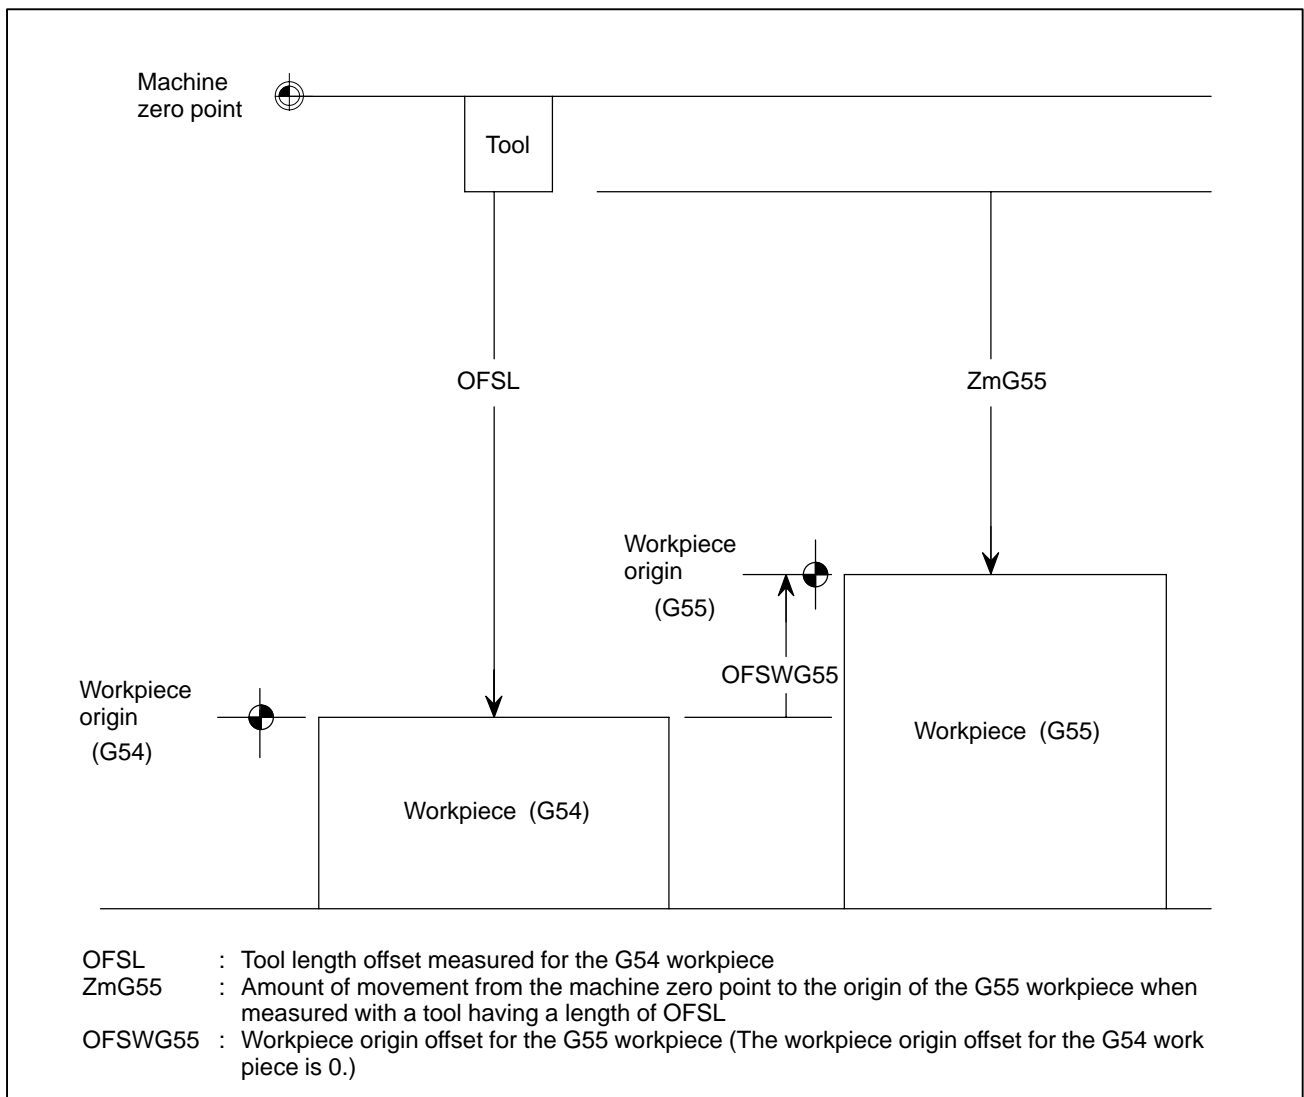 Machine
zero point
Tool
OFSL
ZmG55
Workpiece
origin
(G55)
OFSWG55
Workpiece
origin
(G54)
Workpiece (G55)
Workpiece (G54)
OFSL : Tool length offset measured for the G54 workpiece
ZmG55 : Amount of movement from the machine zero point to the origin of the G55 workpiece when
measured with a tool having a length of OFSL
OFSWG55 : Workpiece origin offset for the G55 workpiece (The workpiece origin offset for the G54 work
piece is 0.)